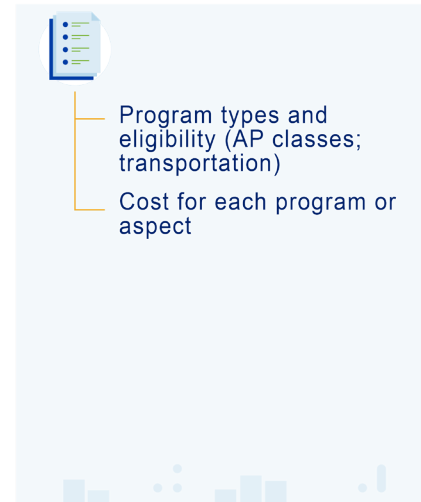 Program types and
eligibility (AP classes;
transportation)
Cost for each program or
aspect